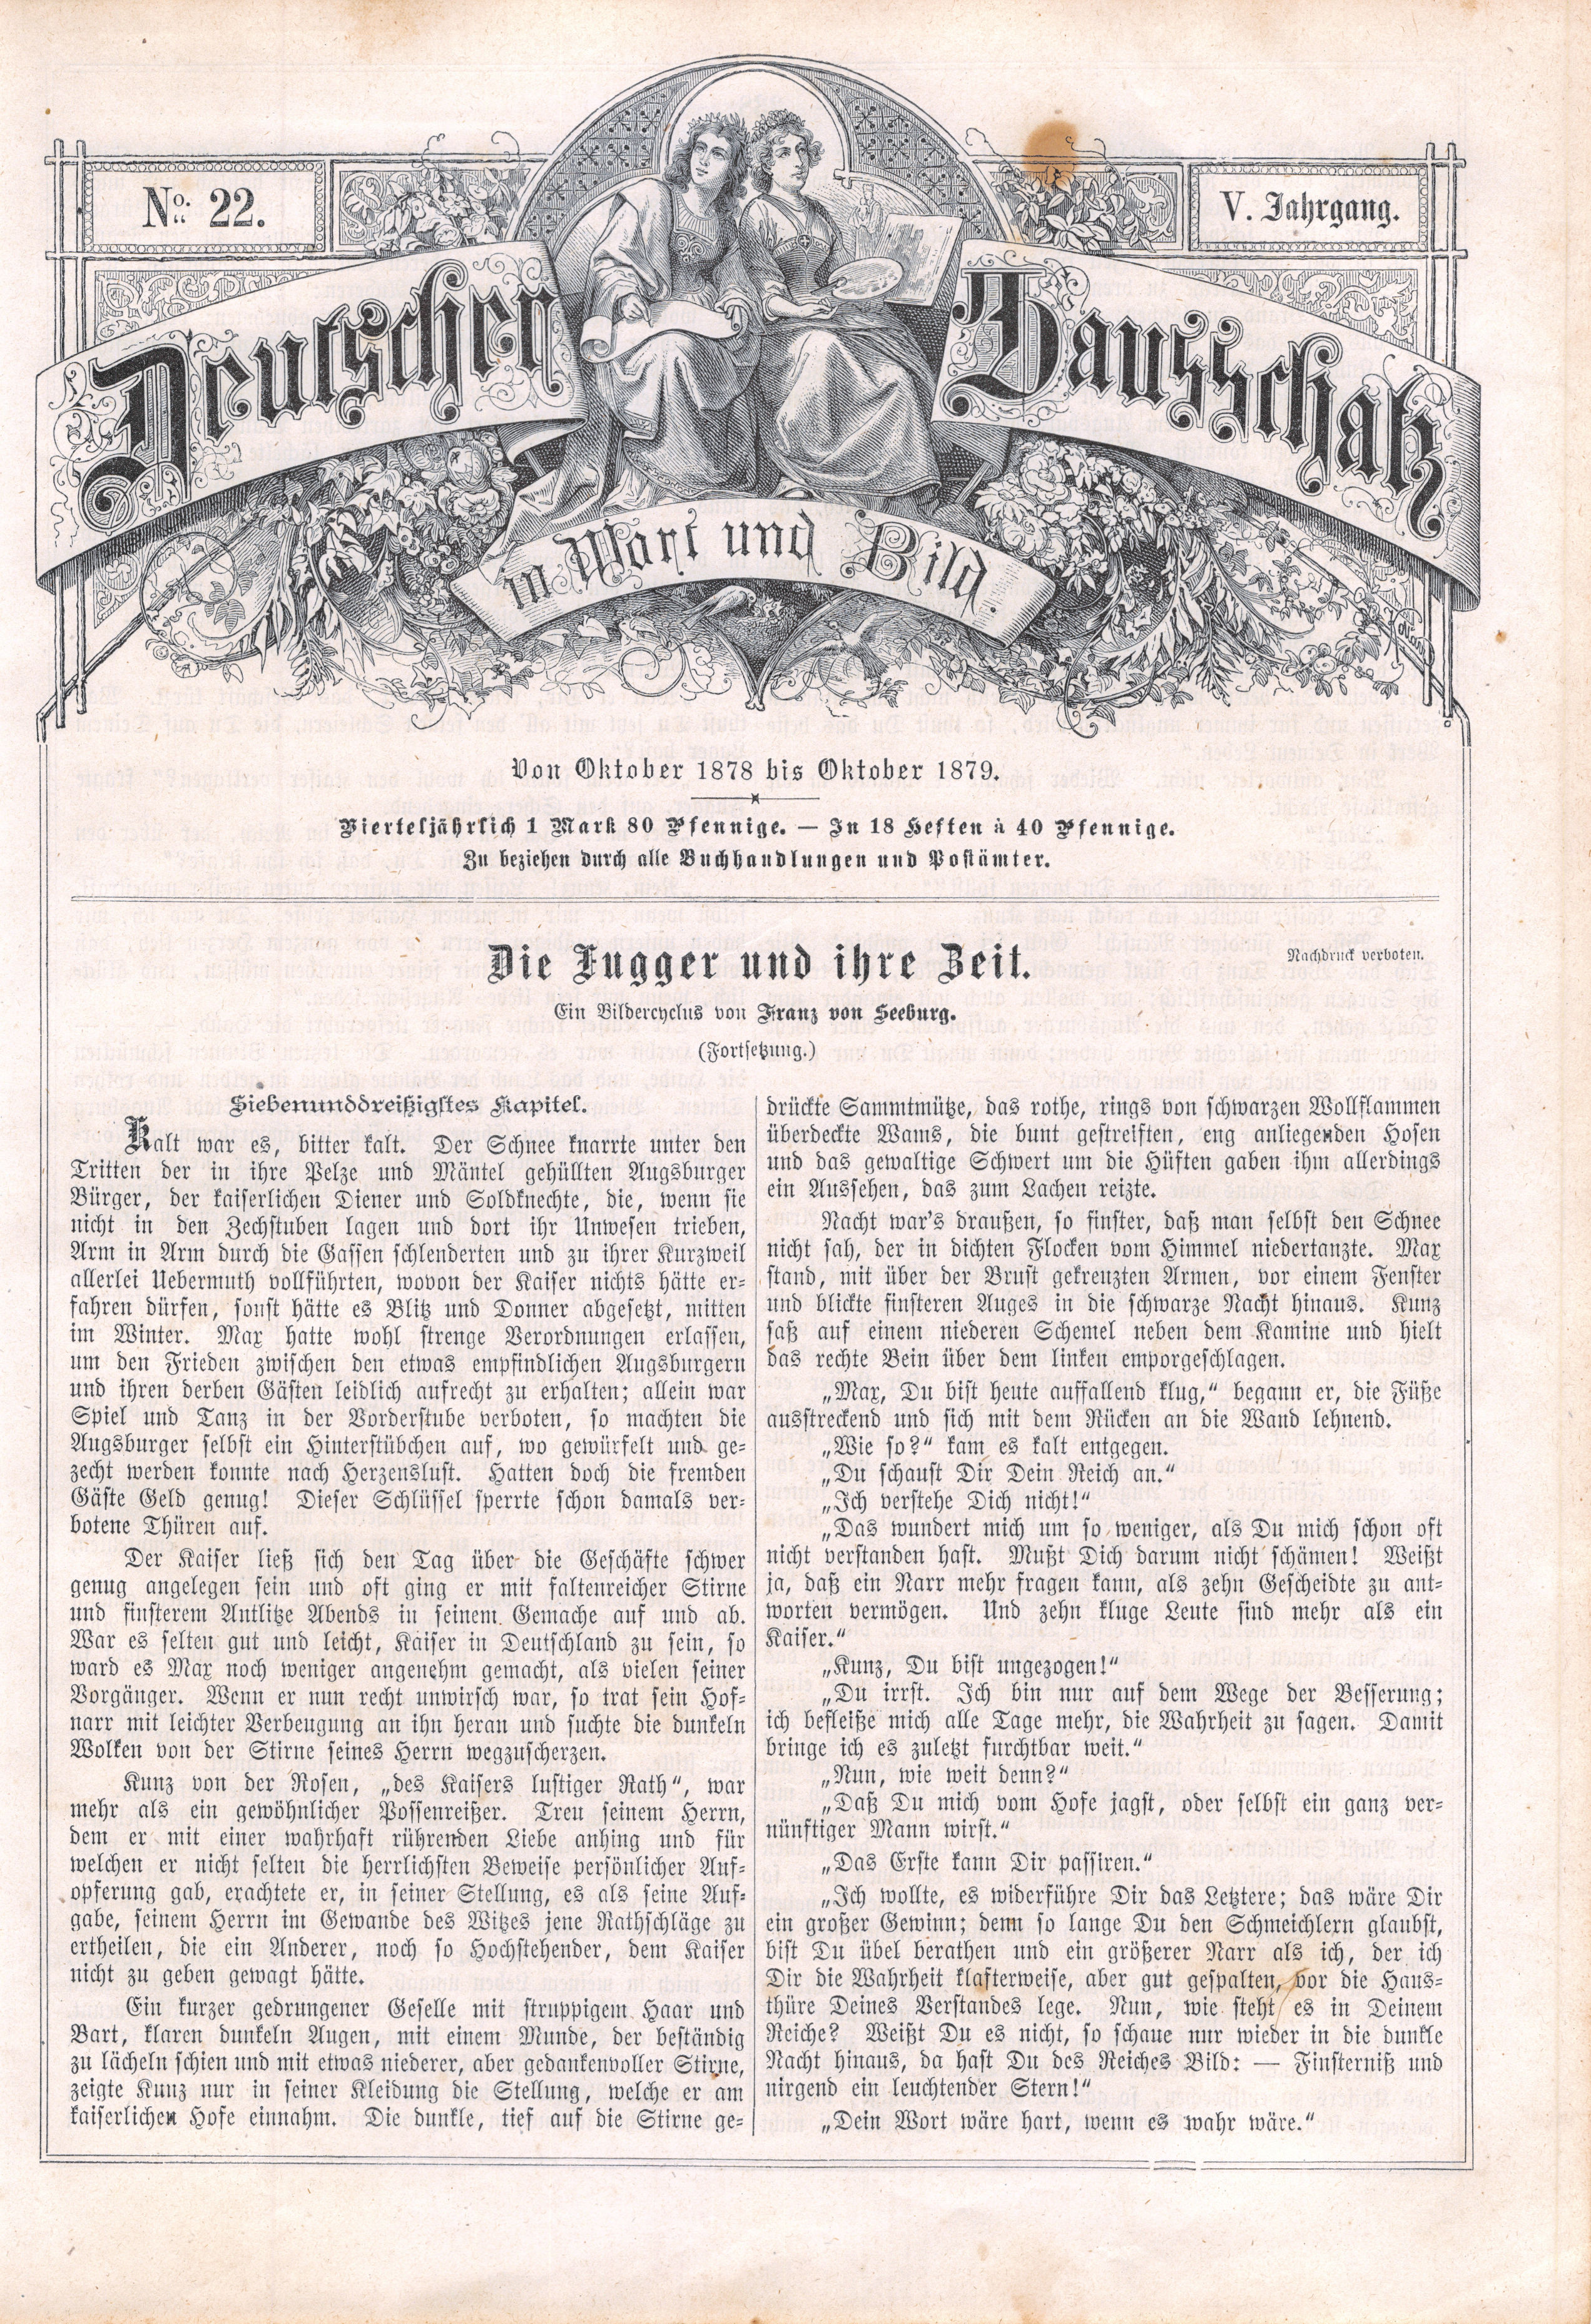 No. 22.
V. Jahrgang.
Deutscher Hausschatz
in Wort und Bild.
Von Oktober 1878 bis Oktober 1879.
Vierteljährlich 1 Mark 80 Pfennige. — In 18 Heften à 40 Pfennige.
Zu beziehen durch alle Buchhandlungen und Postämter.
Die Fugger und ihre Zeit.
Nachdruck verboten.
Ein Bildercyclus von Franz von Seeburg.
(Fortsetzung.)
Siebenunddreißigstes Kapitel.
Kalt war es, bitter kalt. Der Schnee knarrte unter den
Tritten der in ihre Pelze und Mäntel gehüllten Augsburger
Bürger, der kaiserlichen Diener und Soldknechte, die, wenn sie
nicht in den Zechstuben lagen und dort ihr Unwesen trieben,
Arm in Arm durch die Gassen schlenderten und zu ihrer Kurzweil
allerlei Uebermuth vollführten, wovon der Kaiser nichts hätte er-
fahren dürfen, sonst hätte es Blitz und Donner abgesetzt, mitten
im Winter. Max hatte wohl strenge Verordnungen erlassen,
um den Frieden zwischen den etwas empfindlichen Augsburgern
und ihren derben Gästen leidlich aufrecht zu erhalten; allein war
Spiel und Tanz in der Vorderstube verboten, so machten die
Augsburger selbst ein Hinterstübchen auf, wo gewürfelt und ge-
zecht werden konnte nach Herzenslust. Hatten doch die fremden
Gäste Geld genug! Dieser Schlüssel sperrte schon damals ver-
botene Thüren auf.
Der Kaiser ließ sich den Tag über die Geschäfte schwer
genug angelegen sein und oft ging er mit faltenreicher Stirne
und finsterem Antlitze Abends in seinem Gemache auf und ab.
War es selten gut und leicht, Kaiser in Deutschland zu sein, so
ward es Max noch weniger angenehm gemacht, als vielen seiner
Vorgänger. Wenn er nun recht unwirsch war, so trat sein Hof-
narr mit leichter Verbeugung an ihn heran und suchte die dunkeln
Wolken von der Stirne seines Herrn wegzuscherzen.
Kunz von der Rosen, „des Kaisers lustiger Rath“, war
mehr als ein gewöhnlicher Possenreißer. Treu seinem Herrn,
dem er mit einer wahrhaft rührenden Liebe anhing und für
welchen er nicht selten die herrlichsten Beweise persönlicher Auf-
opferung gab, erachtete er, in seiner Stellung, es als seine Auf-
gabe, seinem Herrn im Gewande des Witzes jene Rathschläge zu
ertheilen, die ein Anderer, noch so Hochstehender, dem Kaiser
nicht zu geben gewagt hätte.
Ein kurzer gedrungener Geselle mit struppigem Haar und
Bart, klaren dunkeln Augen, mit einem Munde, der beständig
zu lächeln schien und mit etwas niederer, aber gedankenvoller Stirne,
zeigte Kunz nur in seiner Kleidung die Stellung, welche er am
kaiserlichen Hofe einnahm. Die dunkle, tief auf die Stirne ge-
drückte Sammtmütze, das rothe, rings von schwarzen Wollflammen
überdeckte Wams, die bunt gestreiften, eng anliegenden Hosen
und das gewaltige Schwert um die Hüften gaben ihm allerdings
ein Aussehen, das zum Lachen reizte.
Nacht war's draußen, so finster, daß man selbst den Schnee
nicht sah, der in dichten Flocken vom Himmel niedertanzte. Max
stand, mit über der Brust gekreuzten Armen, vor einem Fenster
und blickte finsteren Auges in die schwarze Nacht hinaus. Kunz
saß auf einem niederen Schemel neben dem Kamine und hielt
das rechte Bein über dem linken emporgeschlagen.
„Max, Du bist heute auffallend klug,“ begann er, die Füße
ausstreckend und sich mit dem Rücken an die Wand lehnend.
„Wie so?“ kam es kalt entgegen.
„Du schaust Dir Dein Reich an.“
„Ich verstehe Dich nicht!“
„Das wundert mich um so weniger, als Du mich schon oft
nicht verstanden hast. Mußt Dich darum nicht schämen! Weißt
ja, daß ein Narr mehr fragen kann, als zehn Gescheidte zu ant-
worten vermögen. Und zehn kluge Leute sind mehr als ein
Kaiser.“
„Kunz, Du bist ungezogen!“
„Du irrst. Ich bin nur auf dem Wege der Besserung;
ich befleiße mich alle Tage mehr, die Wahrheit zu sagen. Damit
bringe ich es zuletzt furchtbar weit.“
„Nun, wie weit denn?“
„Daß Du mich vom Hofe jagst, oder selbst ein ganz ver-
nünftiger Mann wirst.“
„Das Erste kann Dir passiren.“
„Ich wollte, es widerführe Dir das Letztere; das wäre Dir
ein großer Gewinn; denn so lange Du den Schmeichlern glaubst,
bist Du übel berathen und ein größerer Narr als ich, der ich
Dir die Wahrheit klafterweise, aber gut gespalten, vor die Haus-
thüre Deines Verstandes lege. Nun, wie steht es in Deinem
Reiche? Weißt Du es nicht, so schaue nur wieder in die dunkle
Nacht hinaus, da hast Du des Reiches Bild: — Finsterniß und
nirgend ein leuchtender Stern!“
„Dein Wort wäre hart, wenn es wahr wäre.“